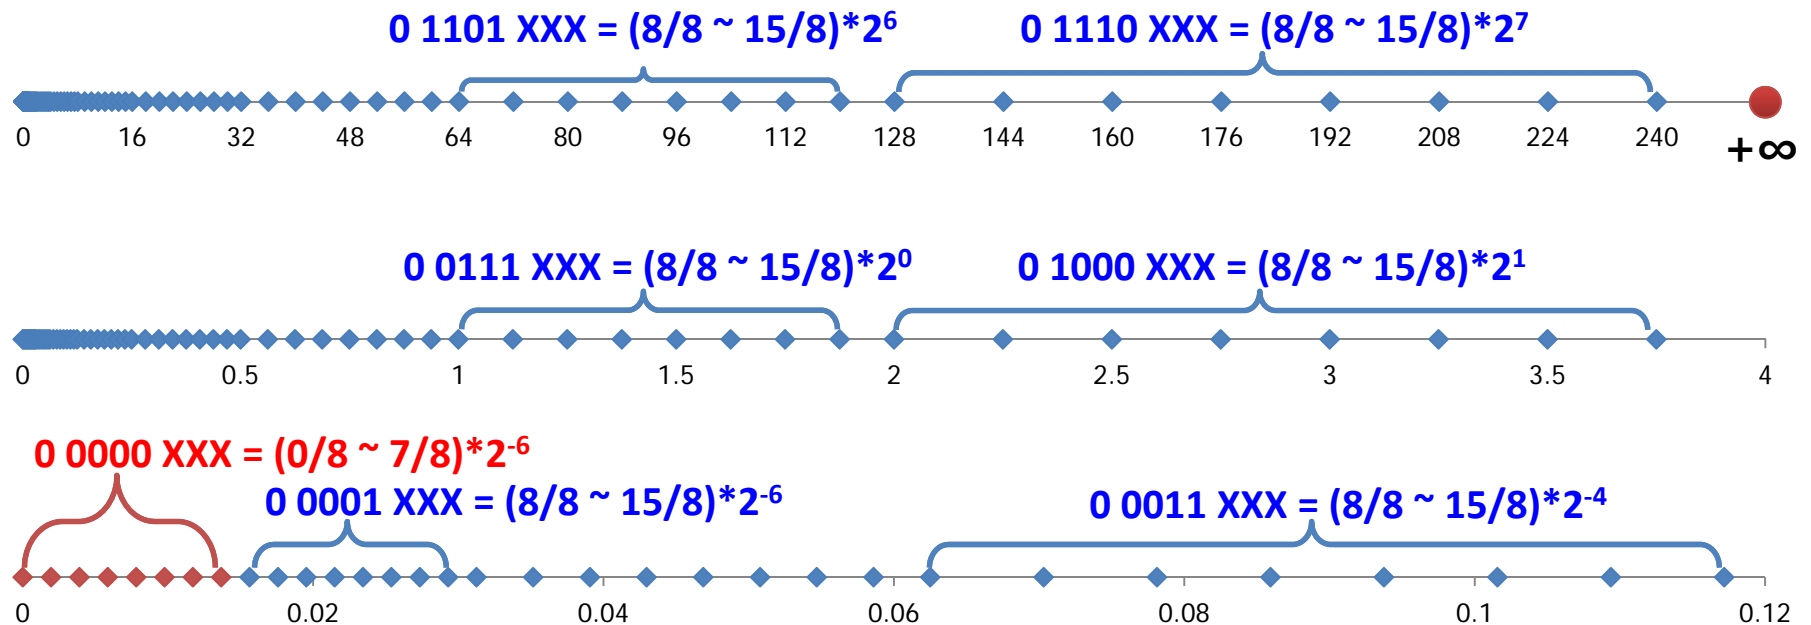 0 1101 XXX = (8/8 ~ 15/8)*2⁶ 0 1110 XXX = (8/8 ~ 15/8)*2⁷
0 16 32 48 64 80 96 112 128 144 160 176 192 208 224 240
+∞
0 0111 XXX = (8/8 ~ 15/8)*2⁰ 0 1000 XXX = (8/8 ~ 15/8)*2¹
0 0.5 1 1.5 2 2.5 3 3.5 4
0 0000 XXX = (0/8 ~ 7/8)*2⁻⁶
0 0001 XXX = (8/8 ~ 15/8)*2⁻⁶ 0 0011 XXX = (8/8 ~ 15/8)*2⁻⁴
0 0.02 0.04 0.06 0.08 0.1 0.12